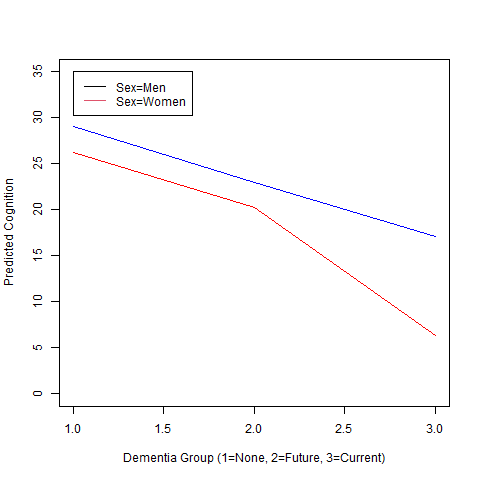 Sex=Men
Sex=Women
Predicted Cognition
35
30
25
20
15
10
5
0
1.0 1.5 2.0 2.5 3.0
Dementia Group (1=None, 2=Future, 3=Current)